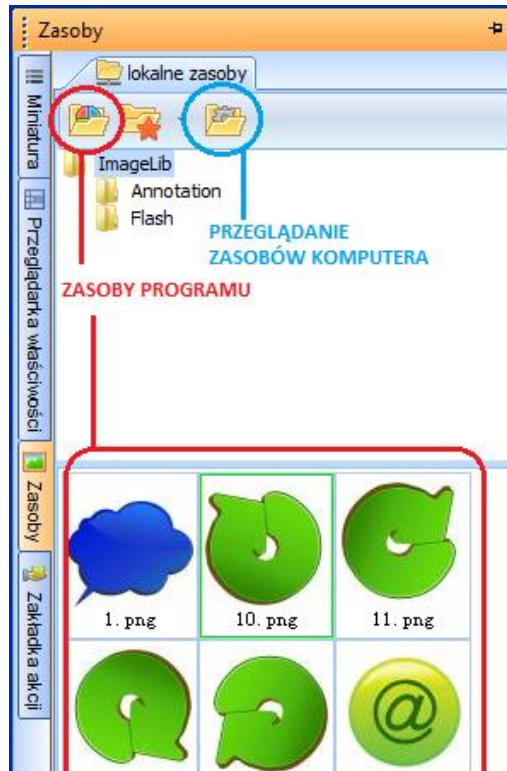 Zasoby
lokalne zasoby
Miniatura
Przeglądarka właściwości
Zasoby
Zakładka akcji
ImageLib
Annotation
Flash
PRZEGLĄDANIE
ZASOBÓW KOMPUTERA
ZASOBY PROGRAMU
1. png
10. png
11. png
@